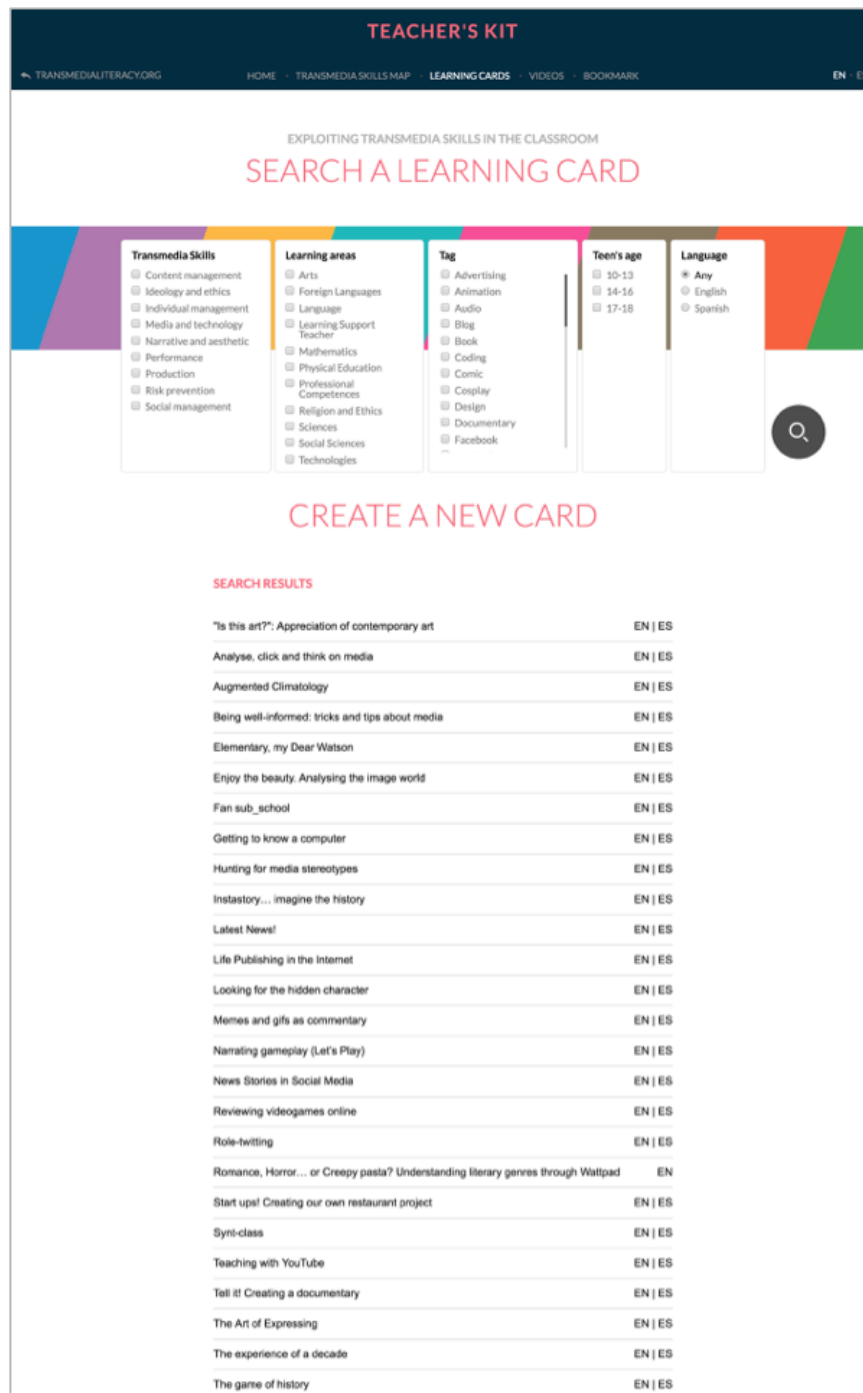 TEACHER'S KIT
TRANSMEDIALITERACY.ORG HOME · TRANSMEDIA SKILLS MAP · LEARNING CARDS · VIDEOS · BOOKMARK EN · E
EXPLOITING TRANSMEDIA SKILLS IN THE CLASSROOM
SEARCH A LEARNING CARD
Transmedia Skills
Content management
Ideology and ethics
Individual management
Media and technology
Narrative and aesthetic
Performance
Production
Risk prevention
Social management
Learning areas
Arts
Foreign Languages
Language
Learning Support
Teacher
Mathematics
Physical Education
Professional
Competences
Religion and Ethics
Sciences
Social Sciences
Technologies
Tag
Advertising
Animation
Audio
Blog
Book
Coding
Comic
Cosplay
Design
Documentary
Facebook
Teen's age
10-13
14-16
17-18
Language
Any
English
Spanish
CREATE A NEW CARD
SEARCH RESULTS
"Is this art?": Appreciation of contemporary art EN | ES
Analyse, click and think on media EN | ES
Augmented Climatology EN | ES
Being well-informed: tricks and tips about media EN | ES
Elementary, my Dear Watson EN | ES
Enjoy the beauty. Analysing the image world EN | ES
Fan sub_school EN | ES
Getting to know a computer EN | ES
Hunting for media stereotypes EN | ES
Instastory… imagine the history EN | ES
Latest News! EN | ES
Life Publishing in the Internet EN | ES
Looking for the hidden character EN | ES
Memes and gifs as commentary EN | ES
Narrating gameplay (Let's Play) EN | ES
News Stories in Social Media EN | ES
Reviewing videogames online EN | ES
Role-twitting EN | ES
Romance, Horror… or Creepy pasta? Understanding literary genres through Wattpad EN
Start ups! Creating our own restaurant project EN | ES
Synt-class EN | ES
Teaching with YouTube EN | ES
Tell it! Creating a documentary EN | ES
The Art of Expressing EN | ES
The experience of a decade EN | ES
The game of history EN | ES